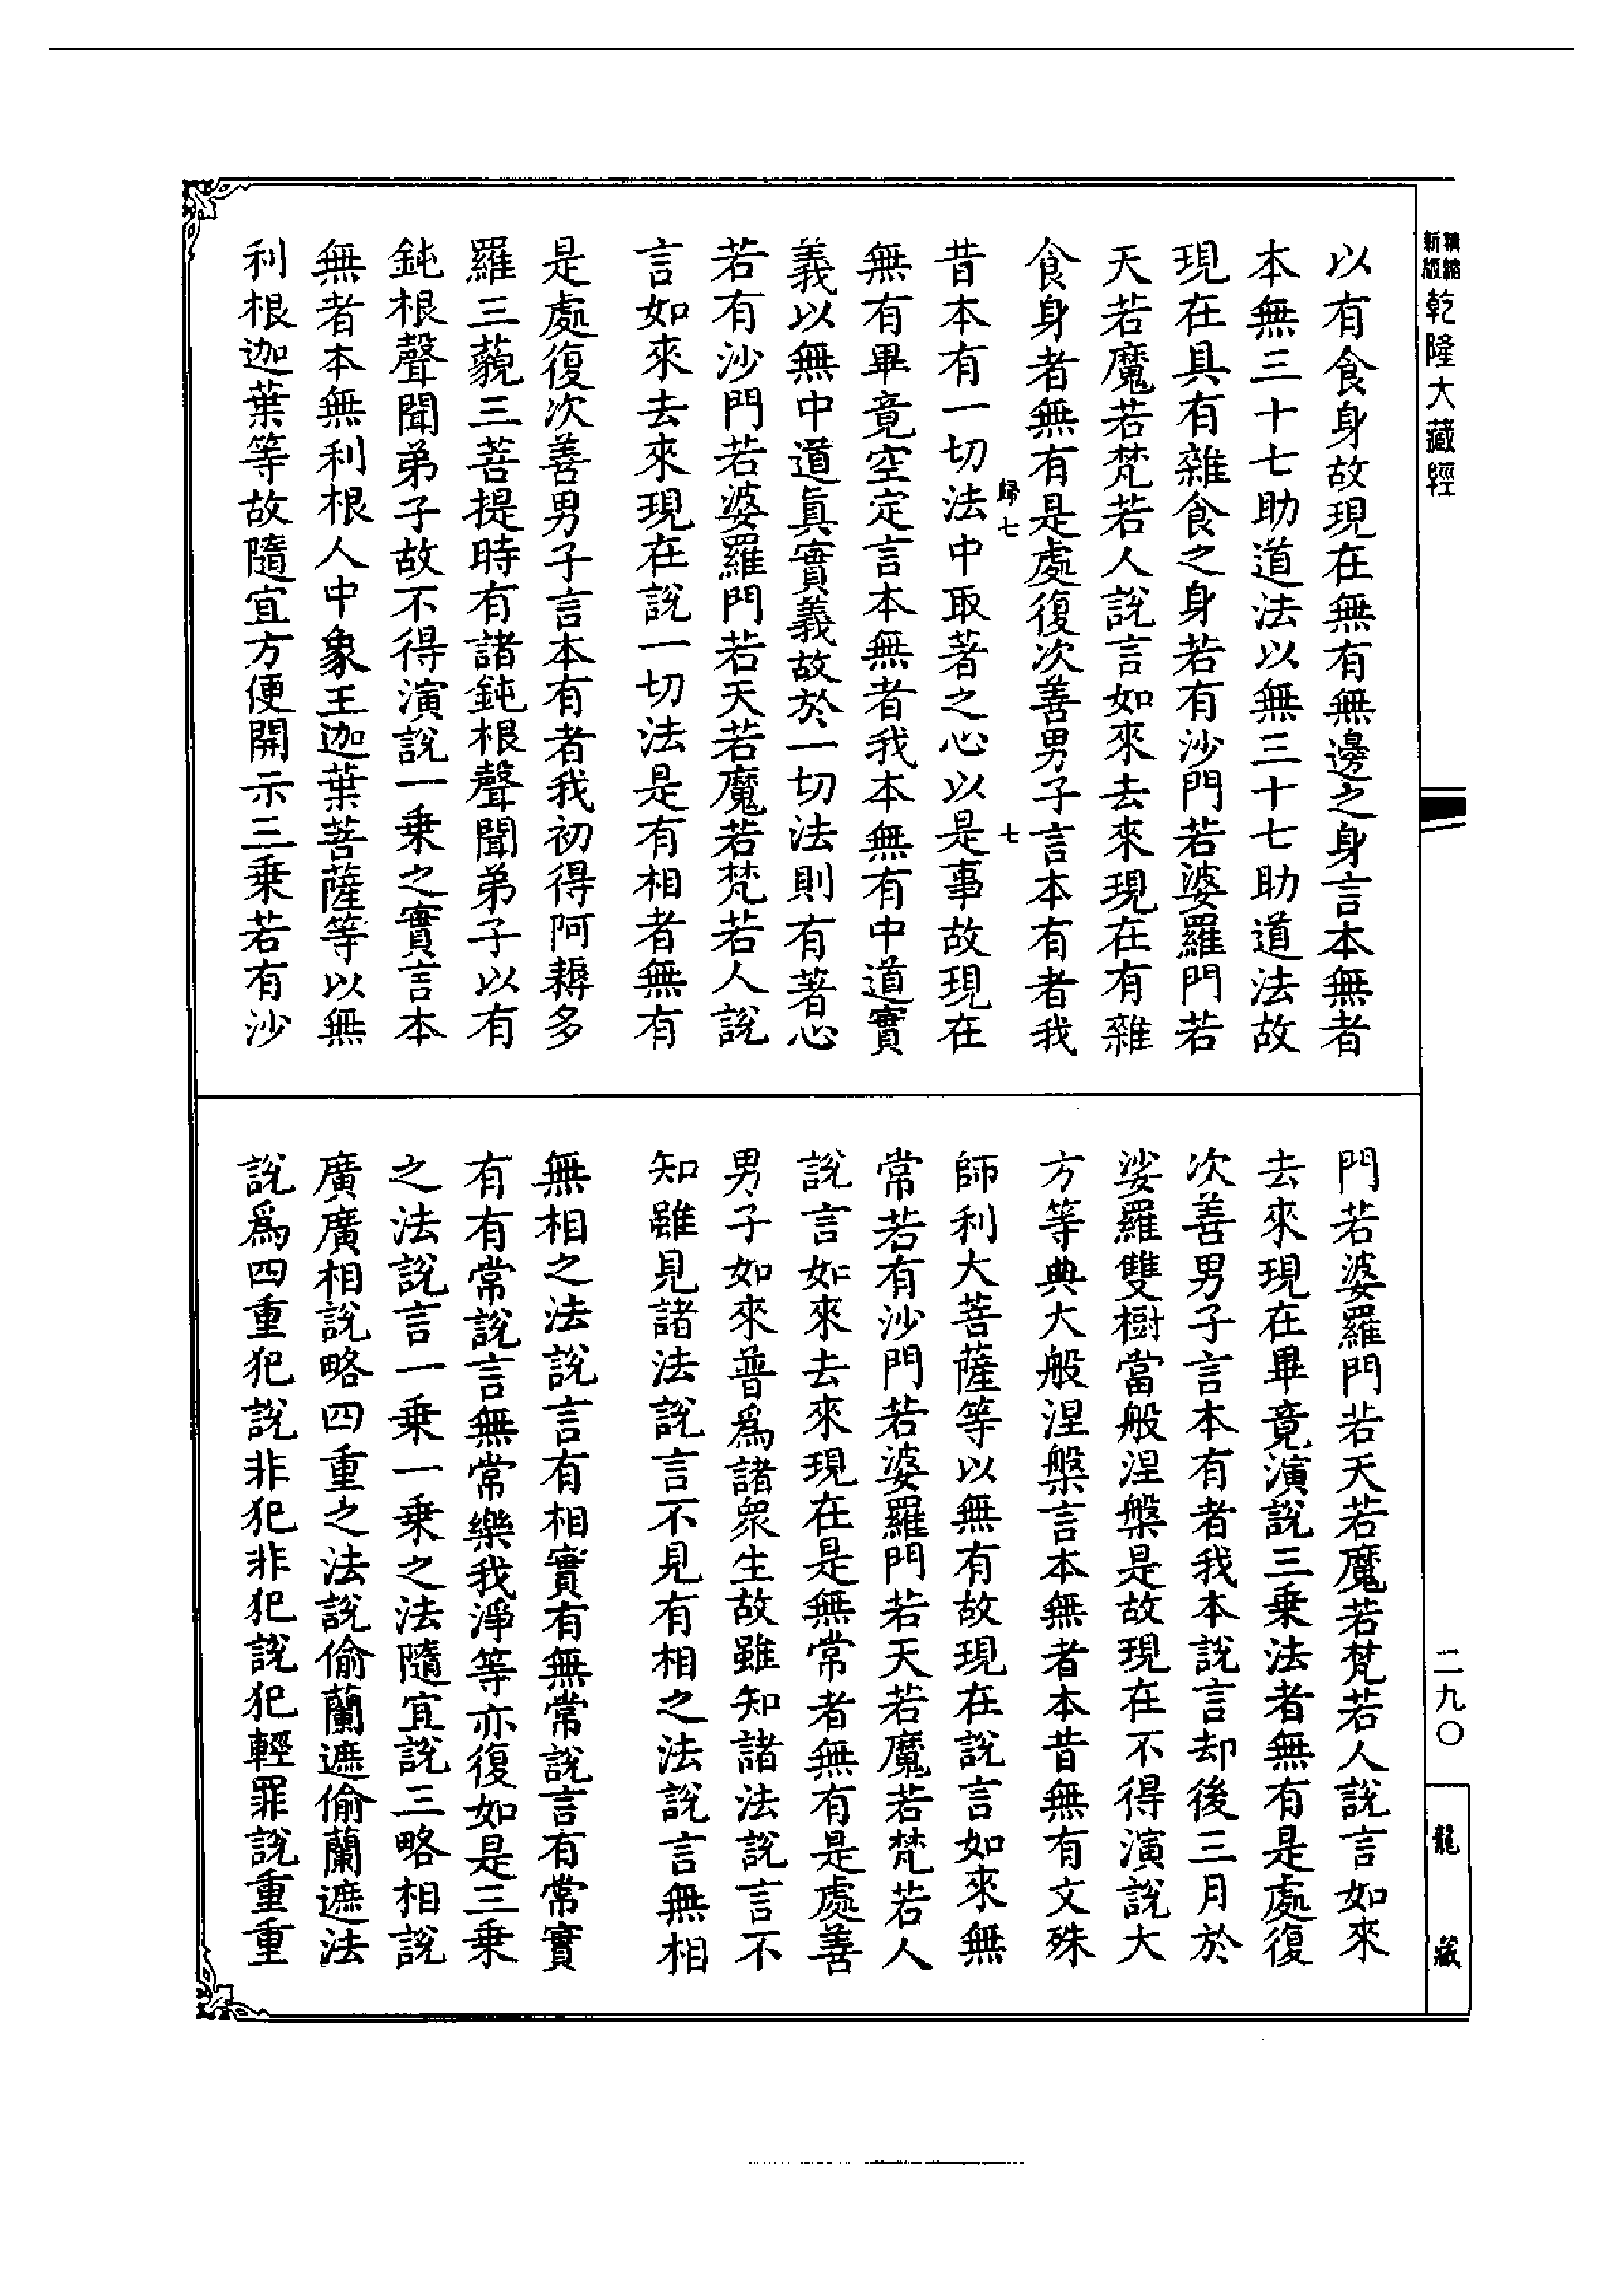 精縮新版乾隆大藏經
以有食身故現在無有無邊之身言本無者
本無三十七助道法以無三十七助道法故
現在具有雜食之身若有沙門若婆羅門若
天若魔若梵若人說言如來去來現在有雜
食身者無有是處復次善男子言本有者我
歸七 七
昔本有一切法中取著之心以是事故現在
無有畢竟空定言本無者我本無有中道實
義以無中道眞實義故於一切法則有著心
若有沙門若婆羅門若天若魔若梵若人說
言如來去來現在說一切法是有相者無有
是處復次善男子言本有者我初得阿耨多
羅三藐三菩提時有諸鈍根聲聞弟子以有
鈍根聲聞弟子故不得演說一乗之實言本
無者本無利根人中象王迦葉菩薩等以無
利根迦葉等故隨宜方便開示三乗若有沙
門若婆羅門若天若魔若梵若人說言如來
去來現在畢竟演說三乗法者無有是處復
次善男子言本有者我本說言却後三月於
娑羅雙樹當般涅槃是故現在不得演說大
方等典大般涅槃言本無者本昔無有文殊
師利大菩薩等以無有故現在說言如來無
常若有沙門若婆羅門若天若魔若梵若人
說言如來去來現在是無常者無有是處善
男子如來普爲諸眾生故雖知諸法說言不
知雖見諸法說言不見有相之法說言無相
無相之法說言有相實有無常說言有常實
有有常說言無常樂我淨等亦復如是三乗
之法說言一乗一乗之法隨宜說三略相說
廣廣相說略四重之法說偷蘭遮偷蘭遮法
說爲四重犯說非犯非犯說犯輕罪說重重
二九〇
龍藏